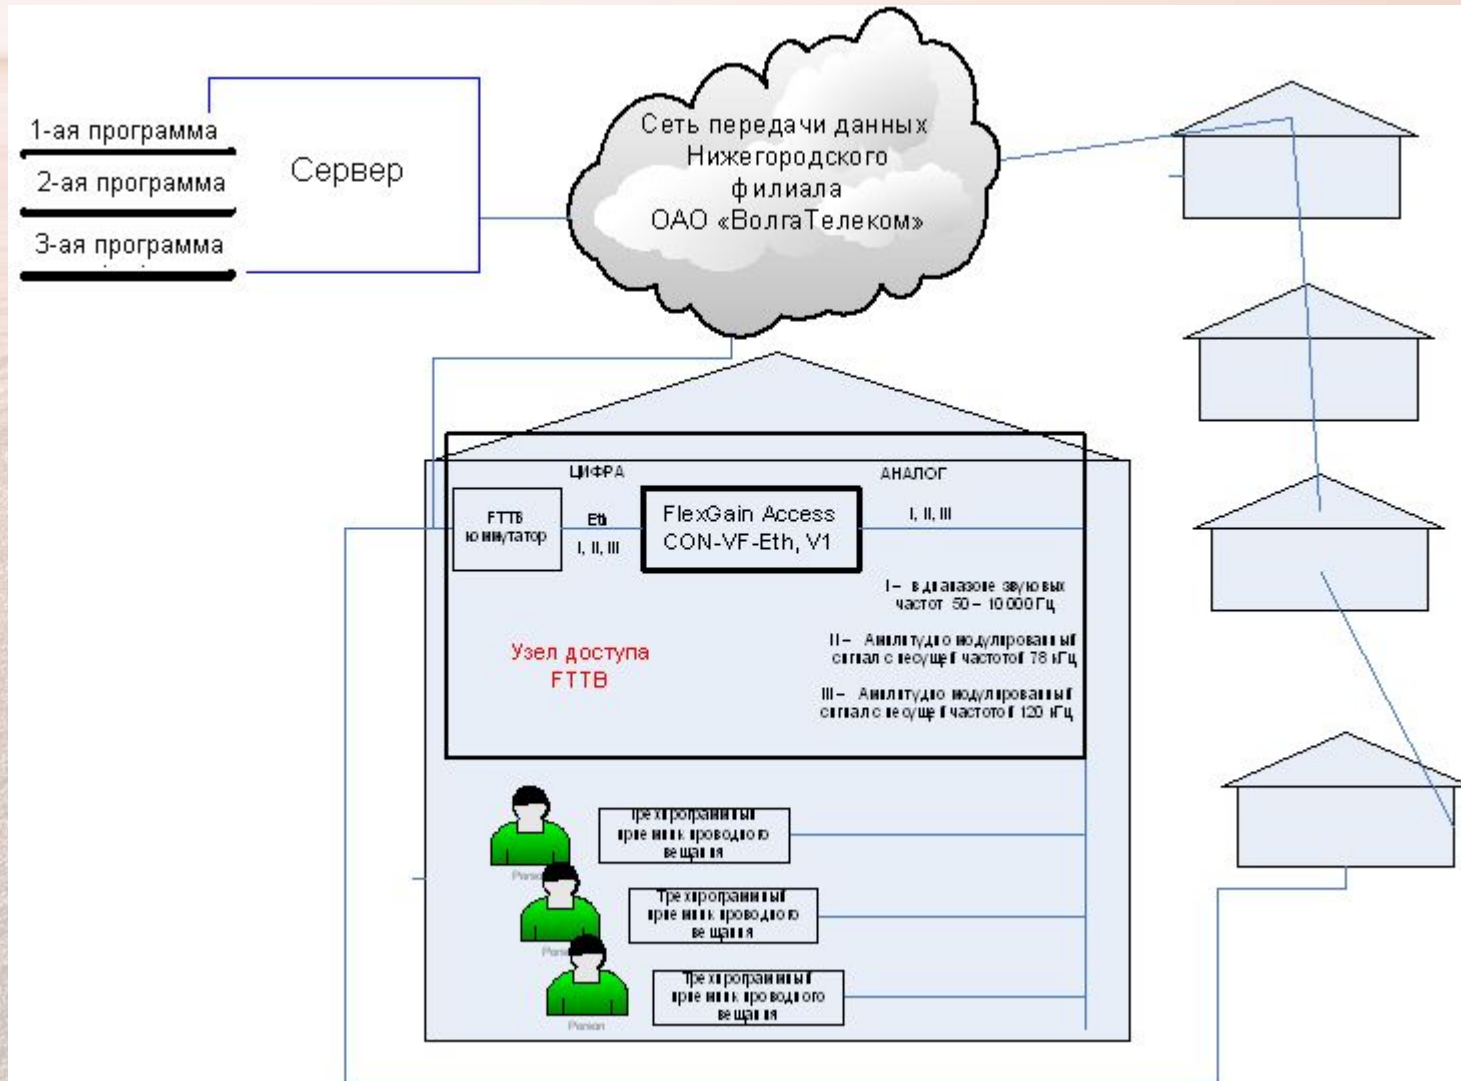 1-ая программа
2-ая программа
3-ая программа
Сервер
Сеть передачи данных
Нижегородского
филиала
ОАО «ВолгаТелеком»
ЦИФРА
АНАЛОГ
FTTB
коммутатор
Eth
I, II, III
FlexGain Access
CON-VF-Eth, V1
I, II, III
I – в диапазоне звуковых
частот 50 – 10 000 Гц
II – Амплитудно модулированный
сигнал с несущей частотой 78 кГц
III – Амплитудно модулированный
сигнал с несущей частотой 120 кГц
Узел доступа
FTTB
Трехпрограммный
приемник проводного
вещания
Person
Трехпрограммный
приемник проводного
вещания
Person
Трехпрограммный
приемник проводного
вещания
Person